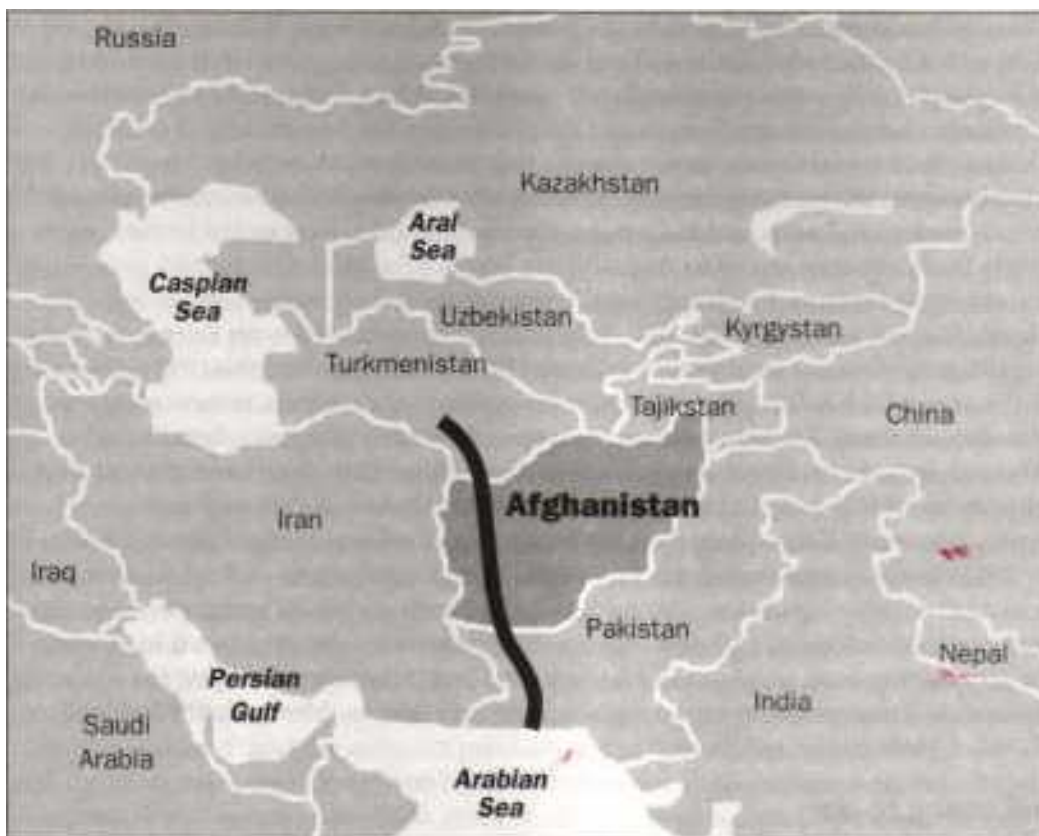 Russia
Kazakhstan
Aral
Sea
Caspian
Sea
Uzbekistan
Kyrgystan
Turkmenistan
Tajikstan
China
Afghanistan
Iran
Iraq
Pakistan
Nepal
Persian
Gulf
India
Saudi
Arabia
Arabian
Sea